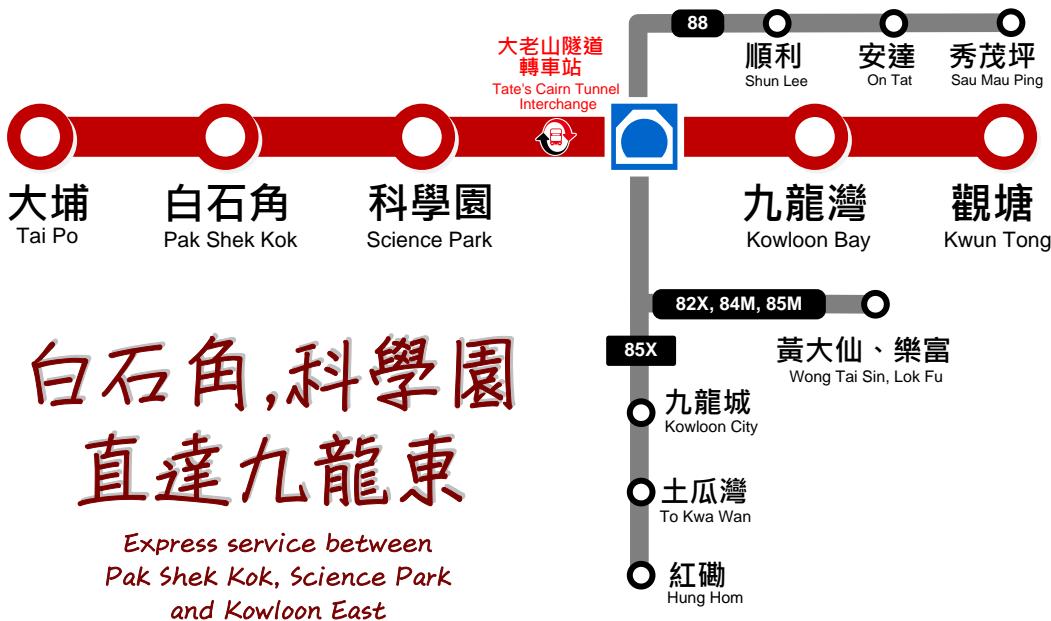 88
順利
Shun Lee
安達
On Tat
秀茂坪
Sau Mau Ping
大老山隧道
轉車站
Tate's Cairn Tunnel
Interchange
大埔
Tai Po
白石角
Pak Shek Kok
科學園
Science Park
九龍灣
Kowloon Bay
觀塘
Kwun Tong
82X, 84M, 85M
黃大仙、樂富
Wong Tai Sin, Lok Fu
85X
九龍城
Kowloon City
土瓜灣
To Kwa Wan
紅磡
Hung Hom
白石角,科學園
直達九龍東
Express service between
Pak Shek Kok, Science Park
and Kowloon East